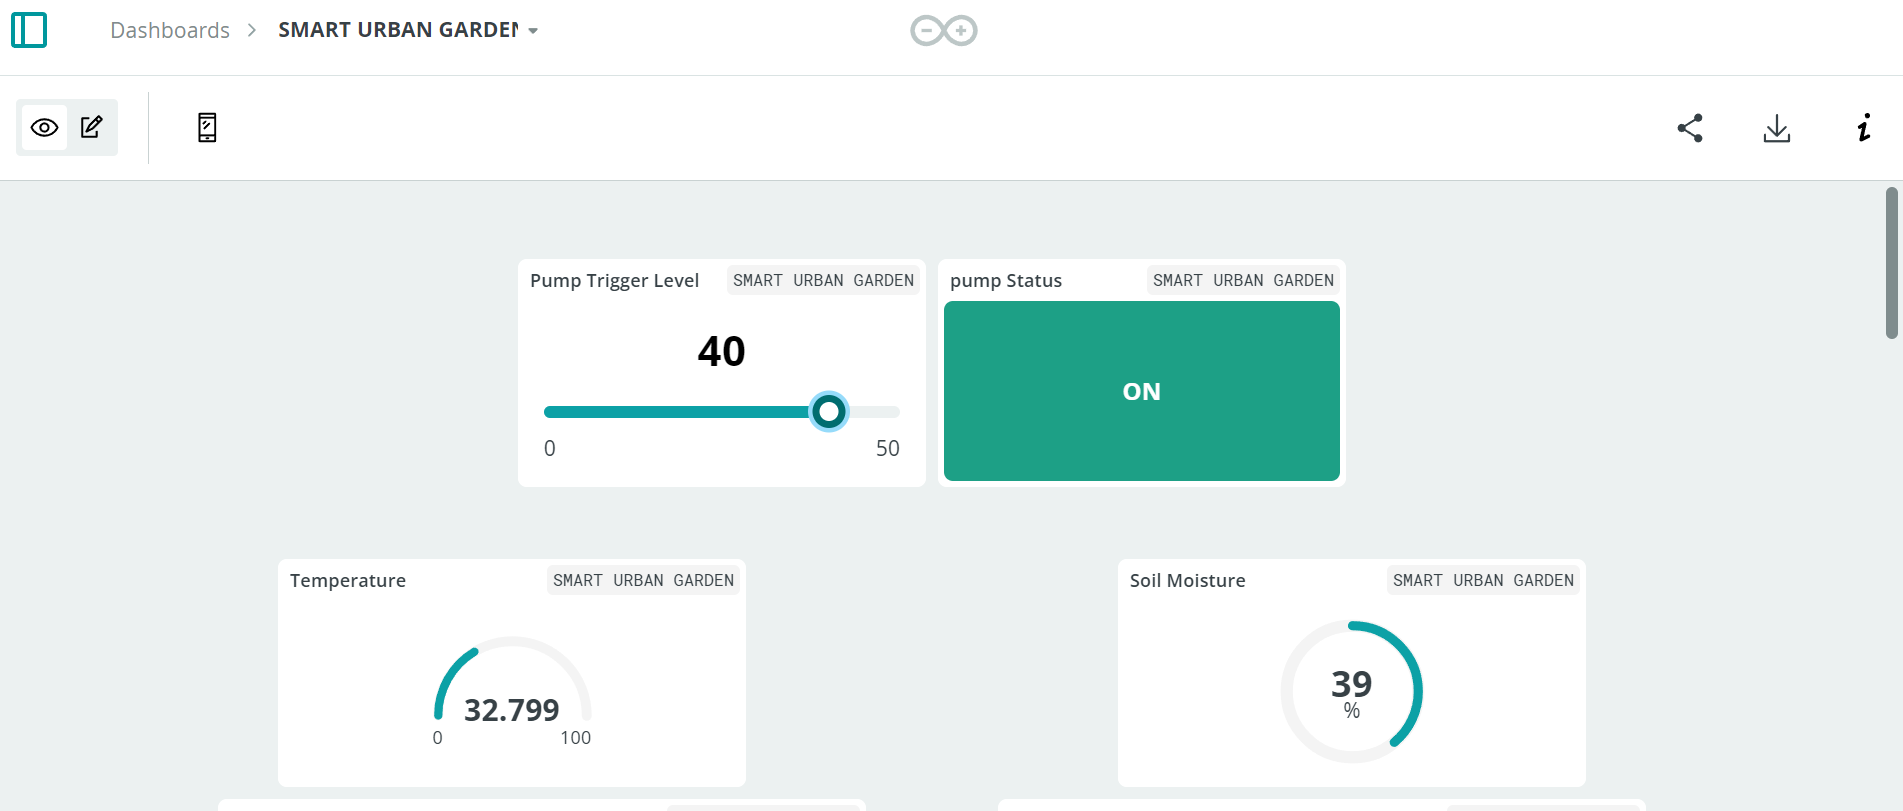 Dashboards > SMART URBAN GARDEN
Pump Trigger Level SMART URBAN GARDEN
40
0 50
pump Status SMART URBAN GARDEN
ON
Temperature SMART URBAN GARDEN
32.799
0 100
Soil Moisture SMART URBAN GARDEN
39
%